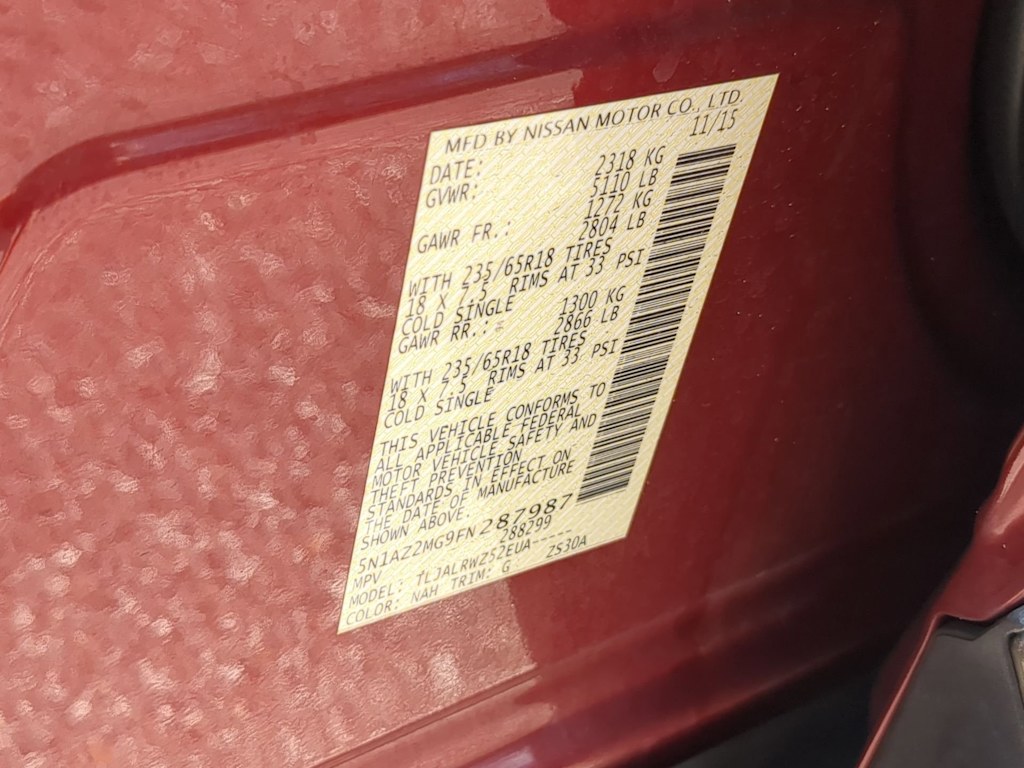 MFD BY NISSAN MOTOR CO., LTD.
DATE: 11/15
GVWR: 2318 KG
5110 LB
GAWR FR.: 1272 KG
2804 LB
WITH 235/65R18 TIRES
18 X 7.5 RIMS AT 33 PSI
COLD SINGLE
GAWR RR.: 1300 KG
2866 LB
WITH 235/65R18 TIRES
18 X 7.5 RIMS AT 33 PSI
COLD SINGLE
THIS VEHICLE CONFORMS TO
ALL APPLICABLE FEDERAL
MOTOR VEHICLE SAFETY AND
THEFT PREVENTION
STANDARDS IN EFFECT ON
THE DATE OF MANUFACTURE
SHOWN ABOVE.
5N1AZ2MG9FN287987
MPV 288299
MODEL: TLJALRWZ52EUA-----
COLOR: NAH TRIM: G ZS30A